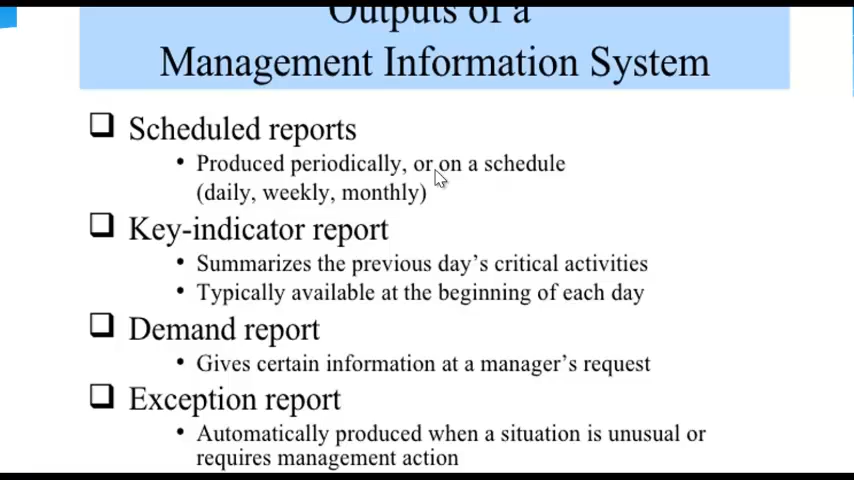 Outputs of a
Management Information System
Scheduled reports
• Produced periodically, or on a schedule
(daily, weekly, monthly)
Key-indicator report
• Summarizes the previous day’s critical activities
• Typically available at the beginning of each day
Demand report
• Gives certain information at a manager’s request
Exception report
• Automatically produced when a situation is unusual or
requires management action